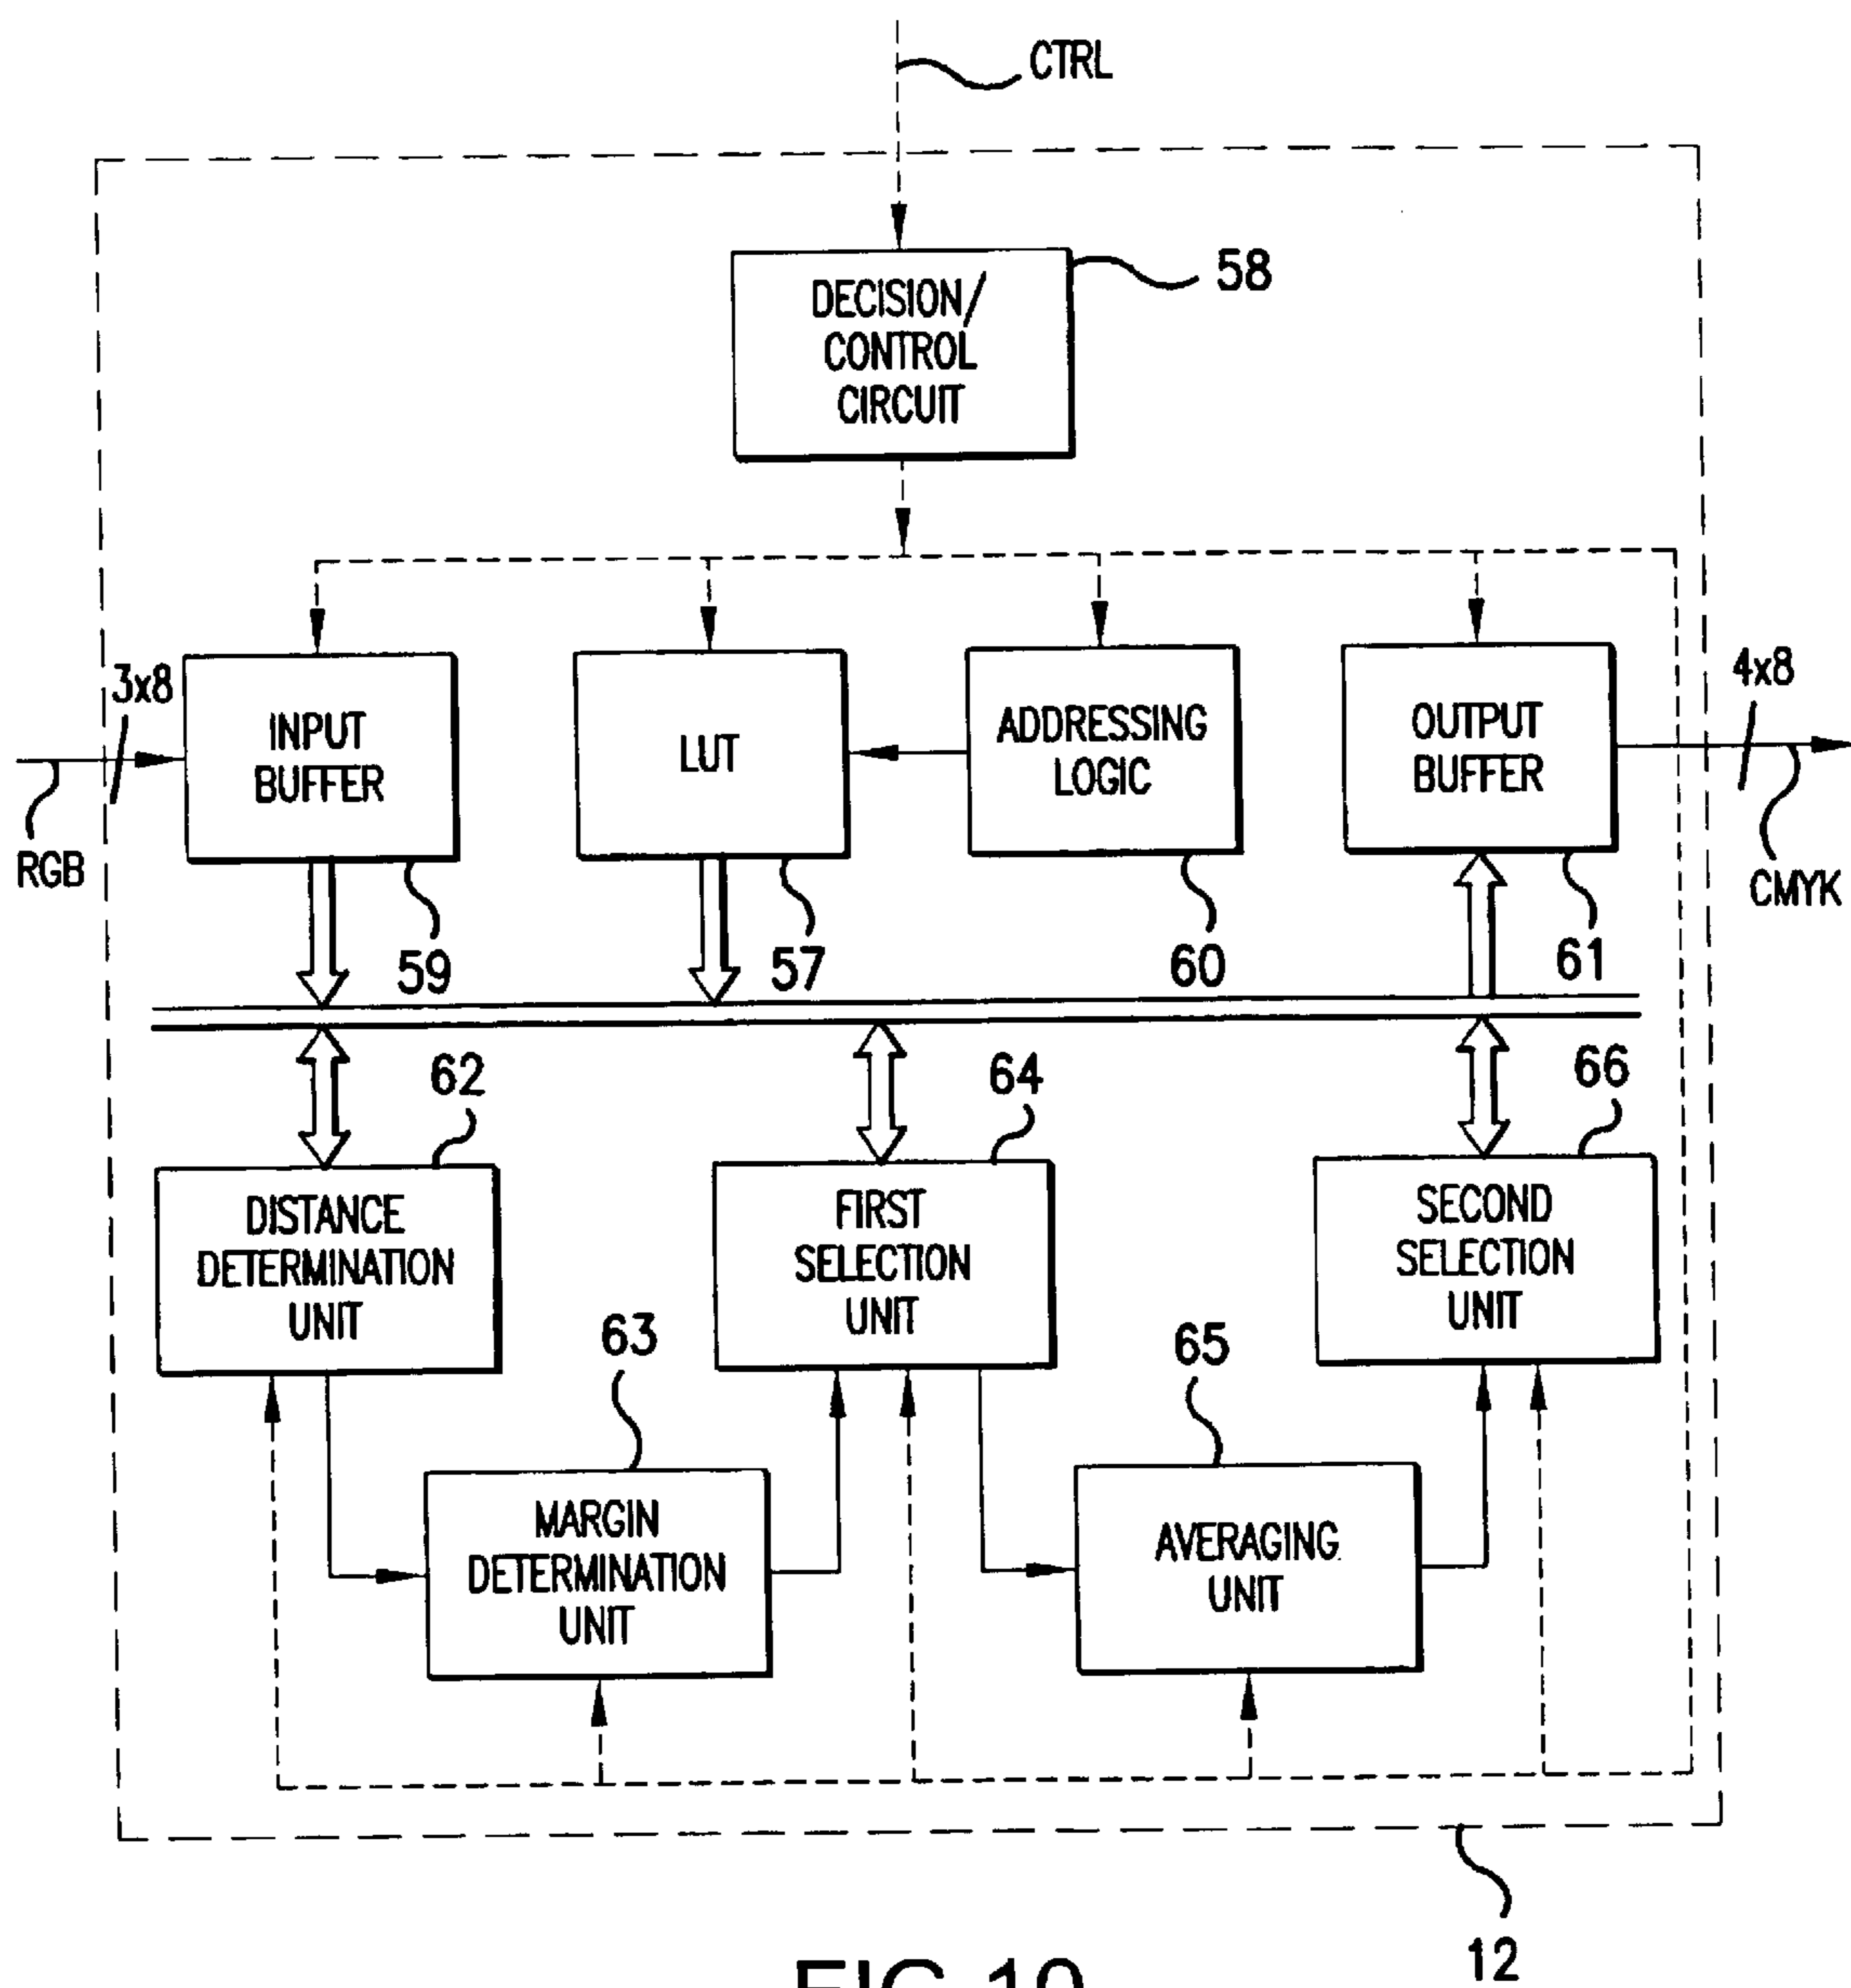 CTRL
DECISION/
CONTROL
CIRCUIT
58
3x8
INPUT
BUFFER
LUT
ADDRESSING
LOGIC
OUTPUT
BUFFER
4x8
RGB
CMYK
59
57
60
61
62
64
66
DISTANCE
DETERMINATION
UNIT
FIRST
SELECTION
UNIT
SECOND
SELECTION
UNIT
63
65
MARGIN
DETERMINATION
UNIT
AVERAGING
UNIT
12
FIG. 10